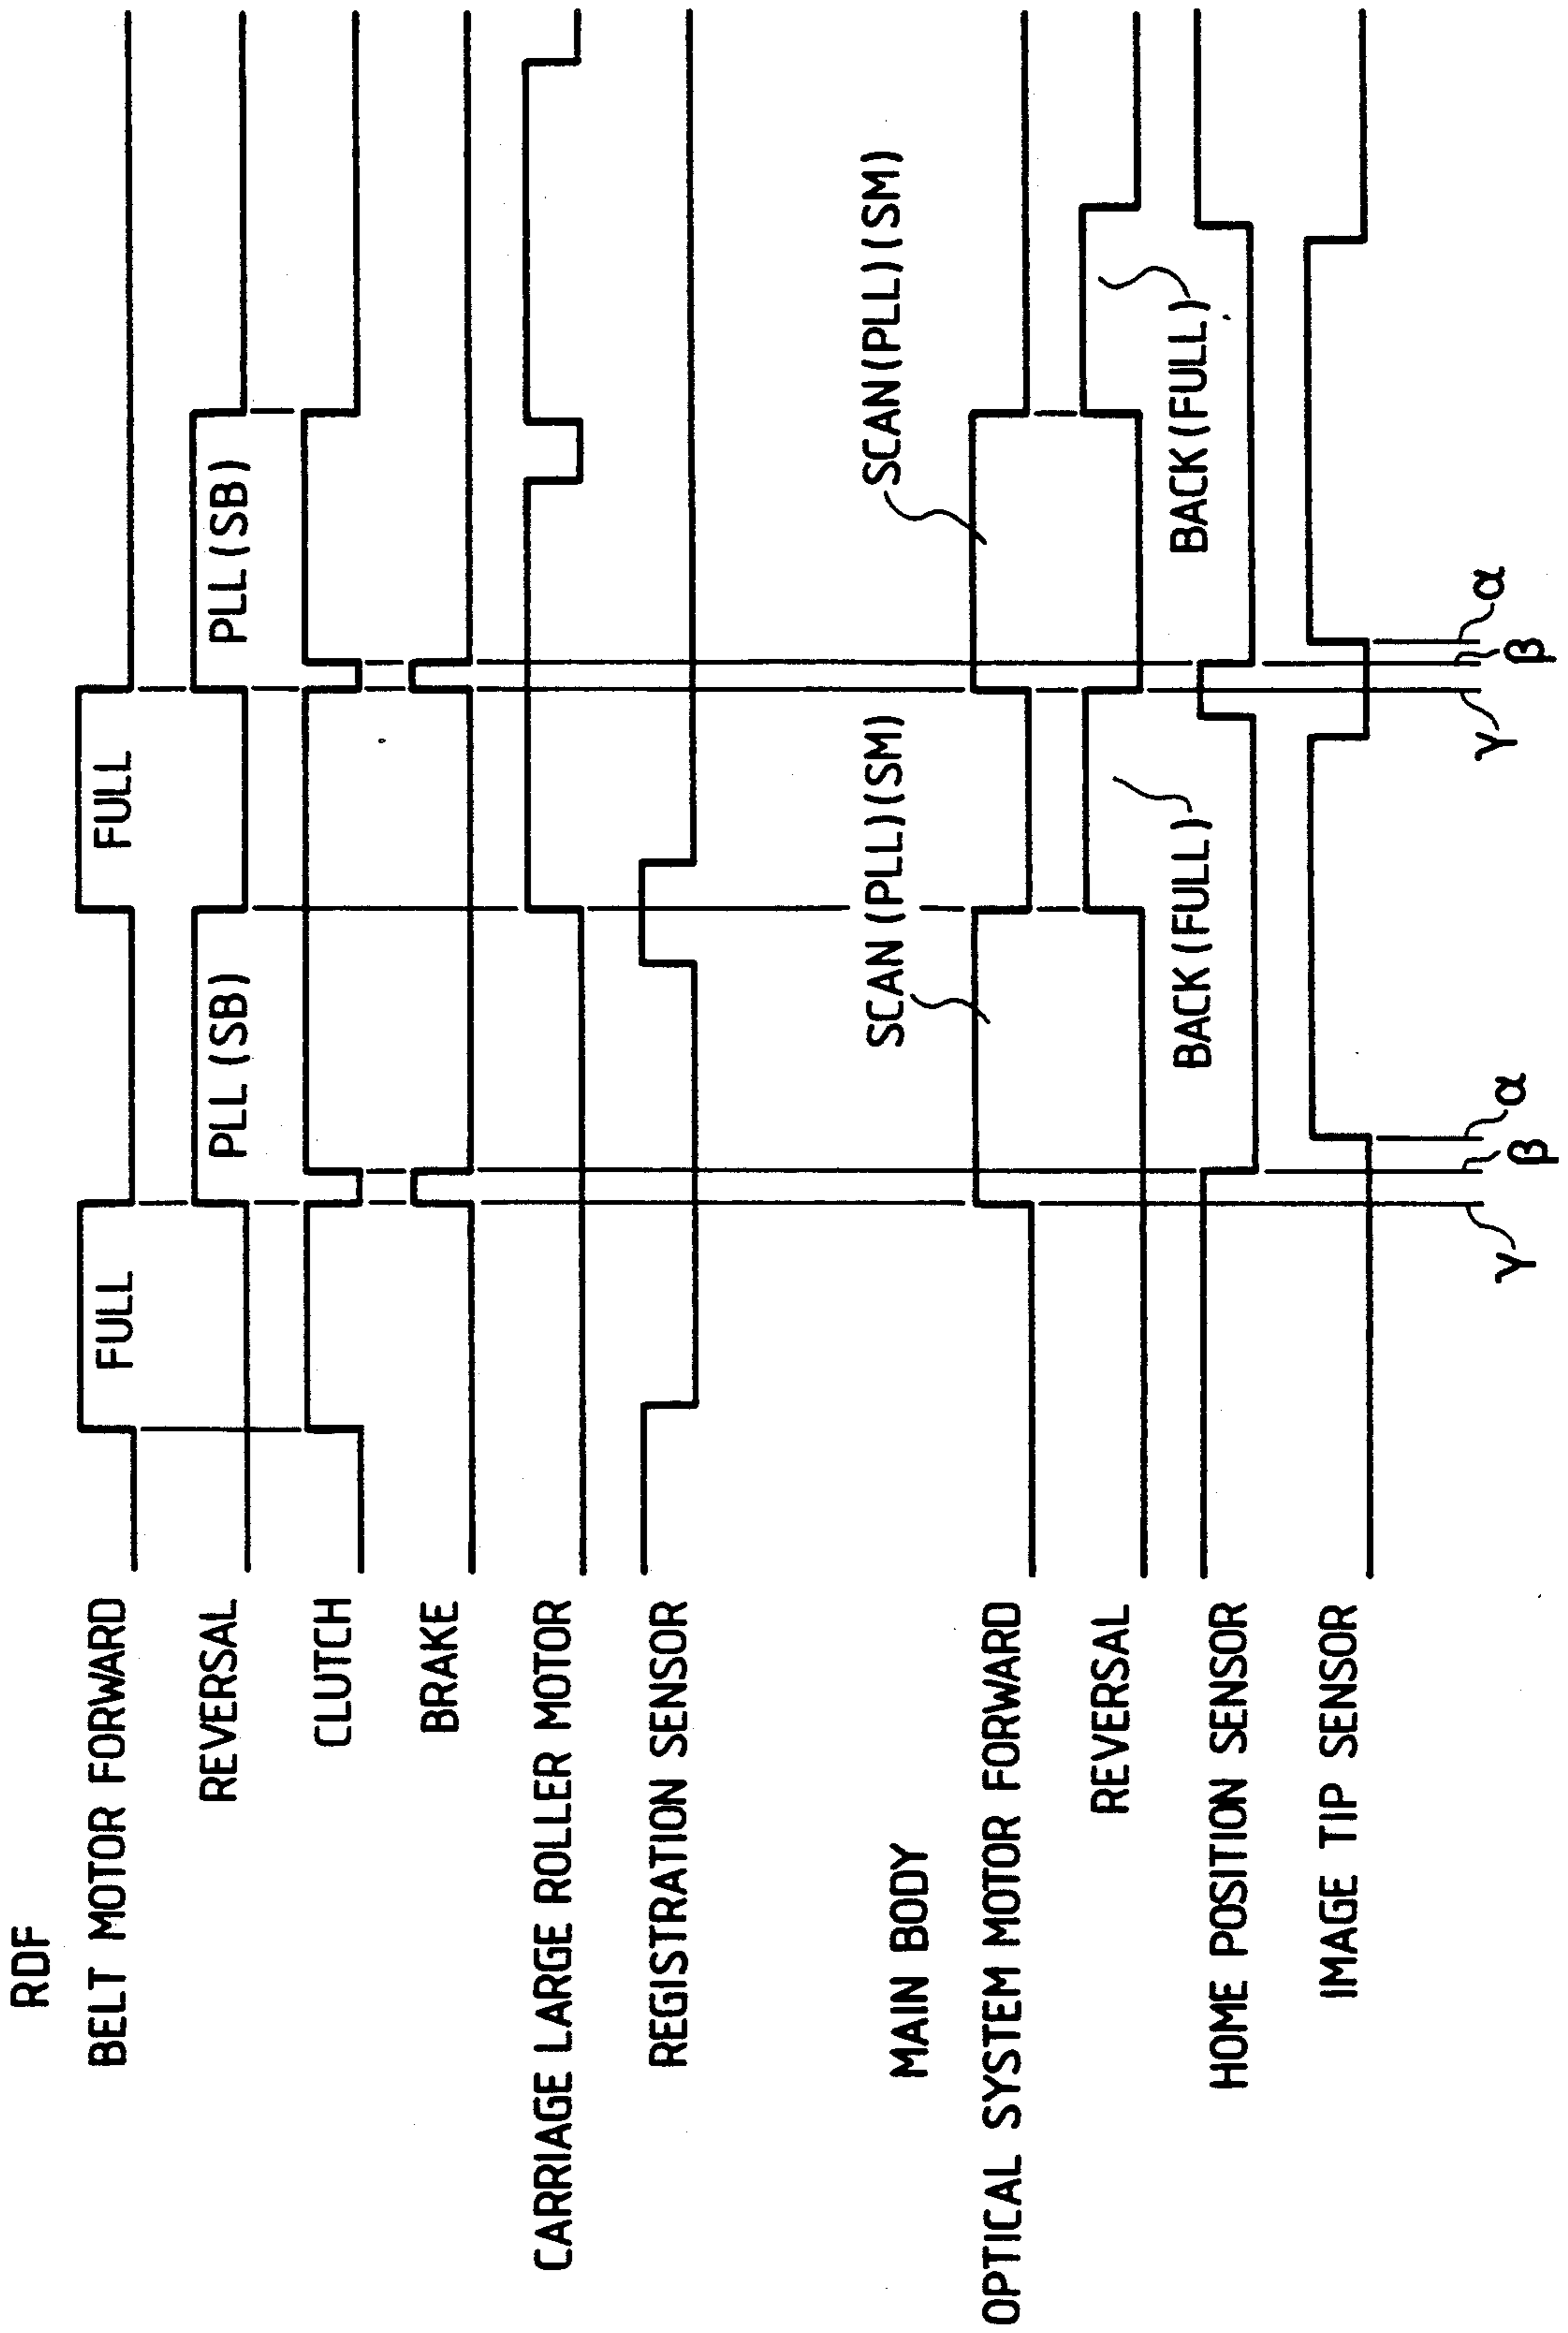 RDF
BELT MOTOR FORWARD
FULL
FULL
REVERSAL
PLL(SB)
PLL(SB)
CLUTCH
BRAKE
CARRIAGE LARGE ROLLER MOTOR
REGISTRATION SENSOR
MAIN BODY
SCAN(PLL)(SM)
SCAN(PLL)(SM)
OPTICAL SYSTEM MOTOR FORWARD
REVERSAL
BACK(FULL)
BACK(FULL)
HOME POSITION SENSOR
IMAGE TIP SENSOR
γ
β
α
γ
β
α